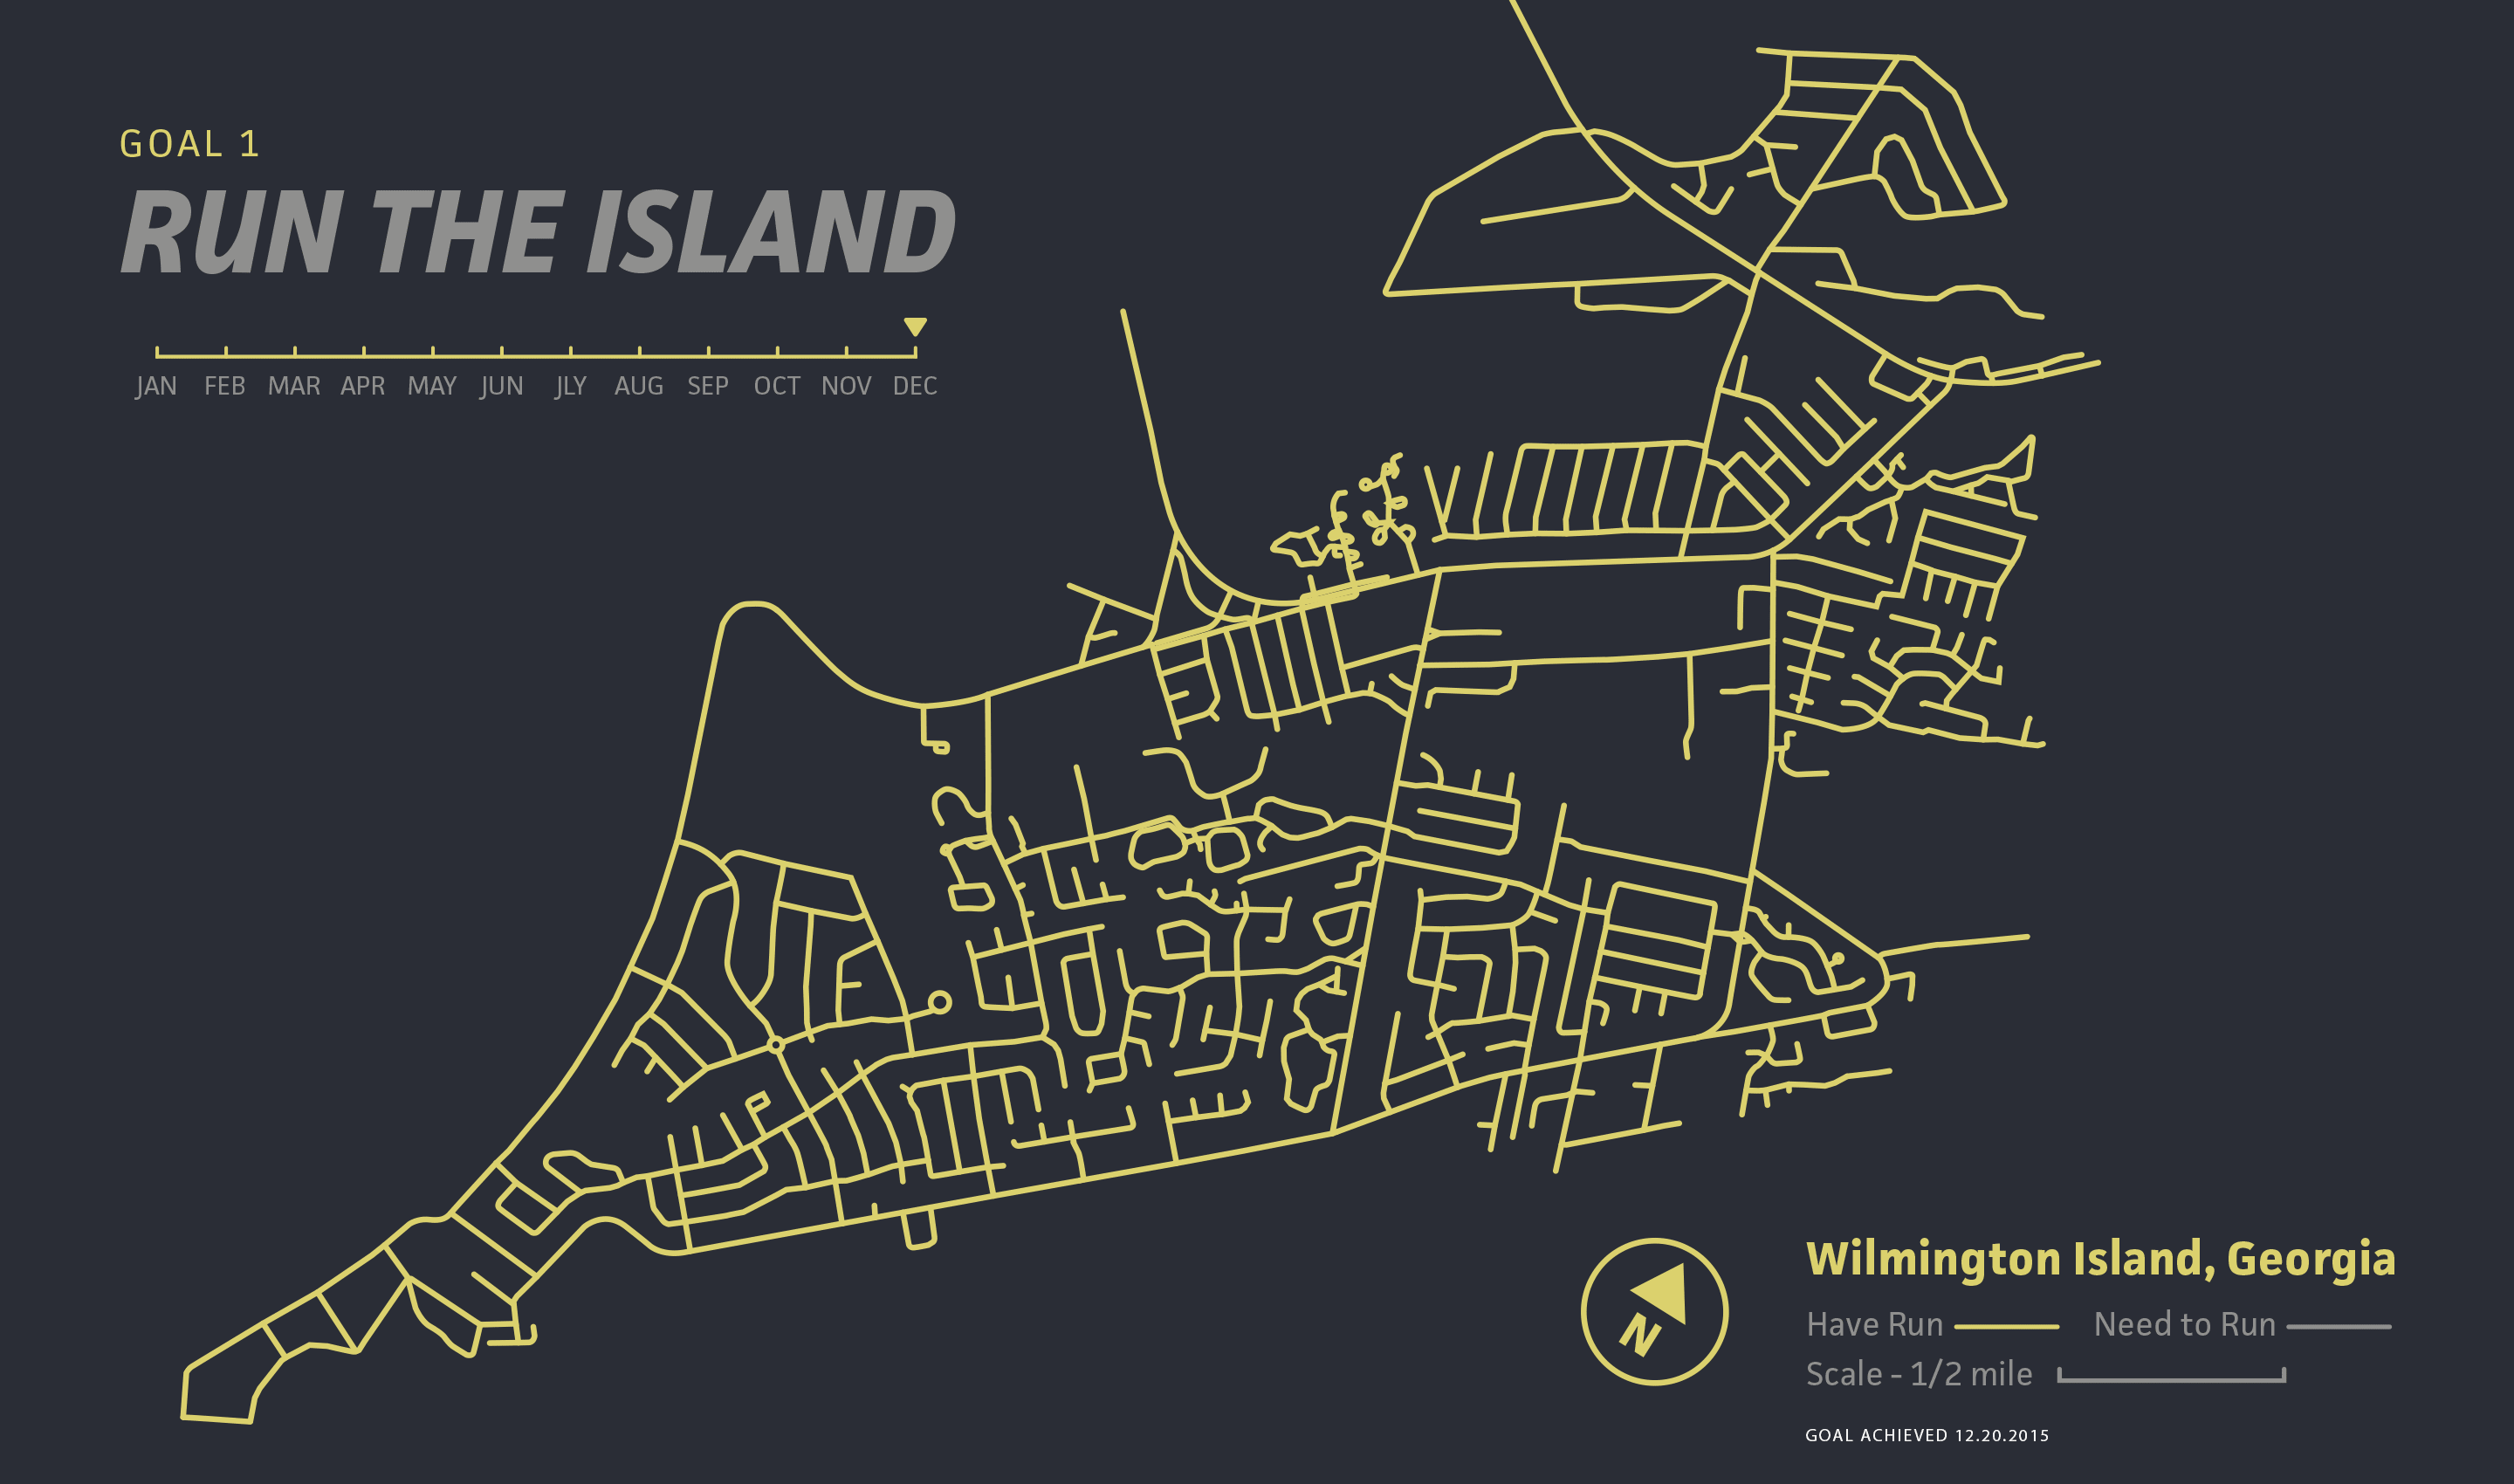 GOAL 1
RUN THE ISLAND
JAN FEB MAR APR MAY JUN JLY AUG SEP OCT NOV DEC
N
Wilmington Island, Georgia
Have Run Need to Run
Scale - 1/2 mile
GOAL ACHIEVED 12.20.2015